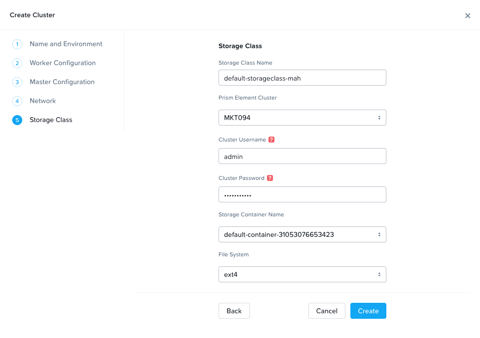 Create Cluster
×
1 Name and Environment
2 Worker Configuration
3 Master Configuration
4 Network
5 Storage Class
Storage Class
Storage Class Name
default-storageclass-mah
Prism Element Cluster
MKT094
Cluster Username ?
admin
Cluster Password ?
•••••••••••
Storage Container Name
default-container-31053076653423
File System
ext4
Back
Cancel
Create